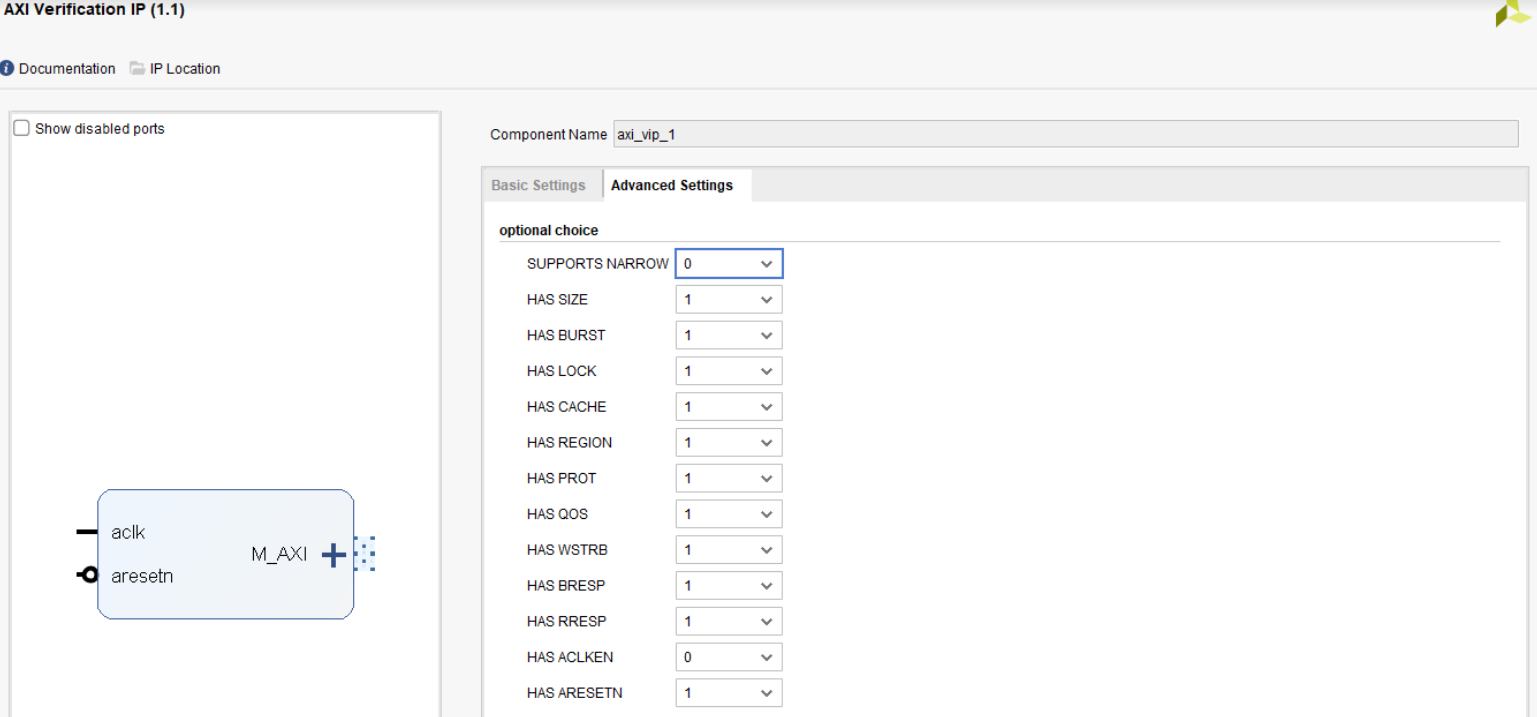 AXI Verification IP (1.1)
Documentation IP Location
Show disabled ports
aclk
M_AXI
aresetn
Component Name axi_vip_1
Basic Settings Advanced Settings
optional choice
SUPPORTS NARROW 0
HAS SIZE 1
HAS BURST 1
HAS LOCK 1
HAS CACHE 1
HAS REGION 1
HAS PROT 1
HAS QOS 1
HAS WSTRB 1
HAS BRESP 1
HAS RRESP 1
HAS ACLKEN 0
HAS ARESETN 1